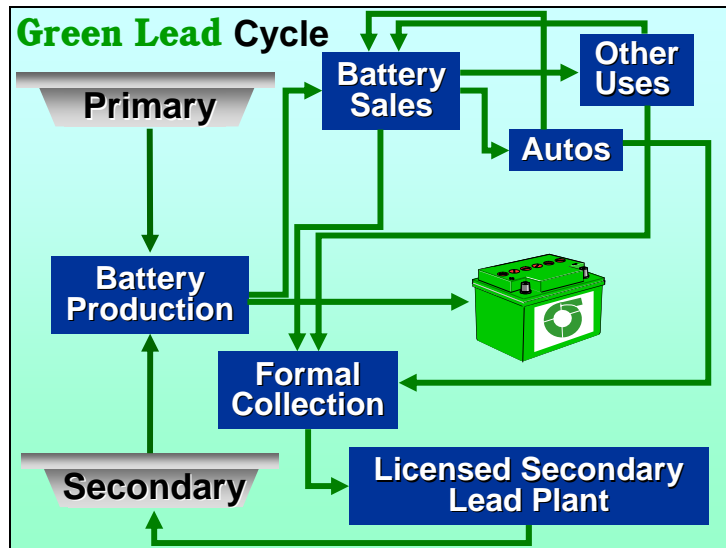 Green Lead Cycle
Primary
Battery
Sales
Other
Uses
Autos
Battery
Production
Formal
Collection
Secondary
Licensed Secondary
Lead Plant